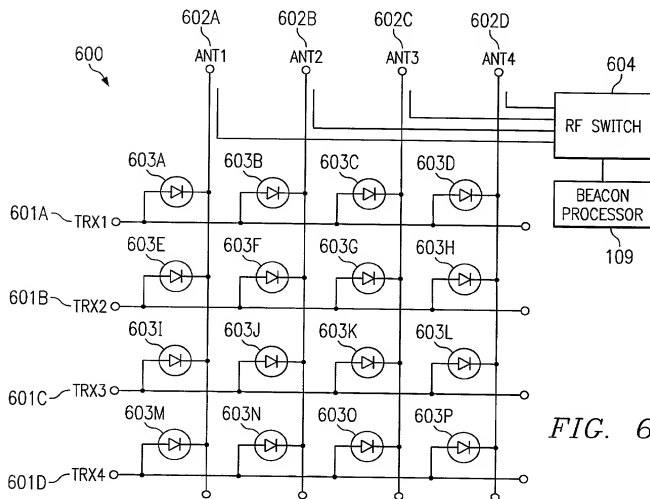 602A 602B 602C 602D
600 ANT1 ANT2 ANT3 ANT4
604
RF SWITCH
603A 603B 603C 603D
BEACON
PROCESSOR
601A TRX1
109
603E 603F 603G 603H
601B TRX2
603I 603J 603K 603L
601C TRX3
603M 603N 603O 603P
FIG. 6
601D TRX4